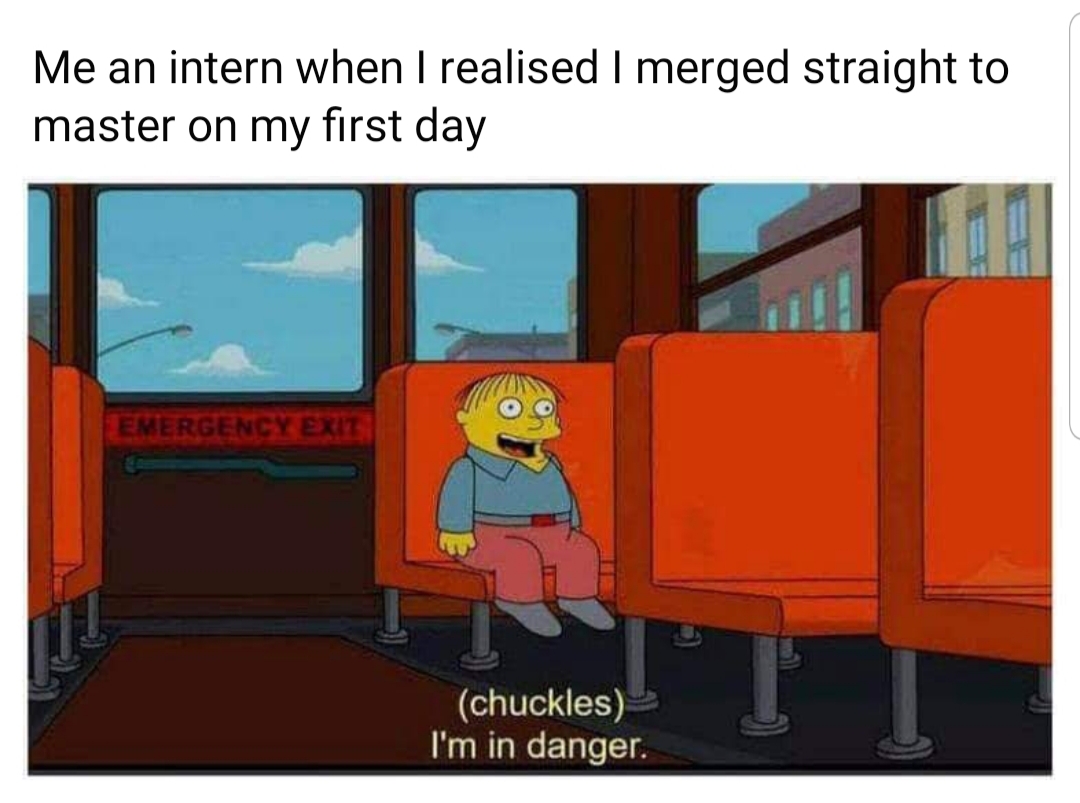 Me an intern when I realised I merged straight to
master on my first day
EMERGENCY EXIT
(chuckles)
I'm in danger.